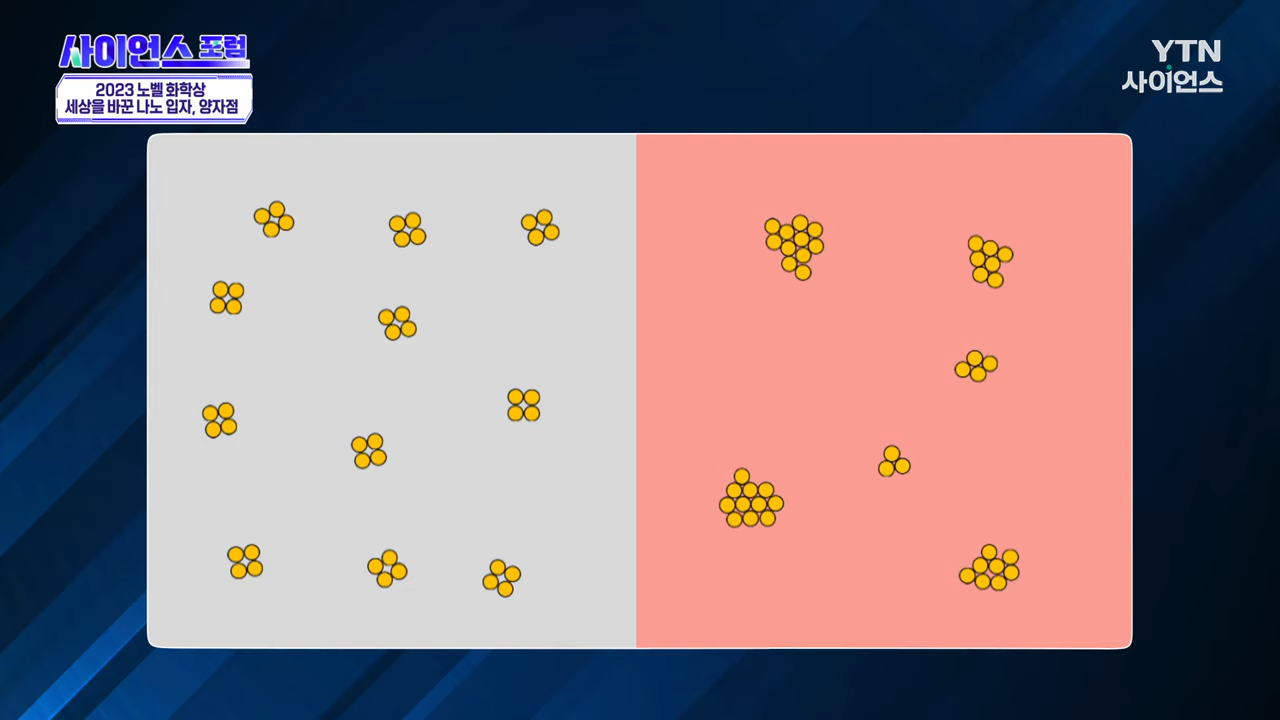 사이언스 포럼
2023 노벨 화학상
세상을 바꾼 나노 입자, 양자점
YTN
사이언스